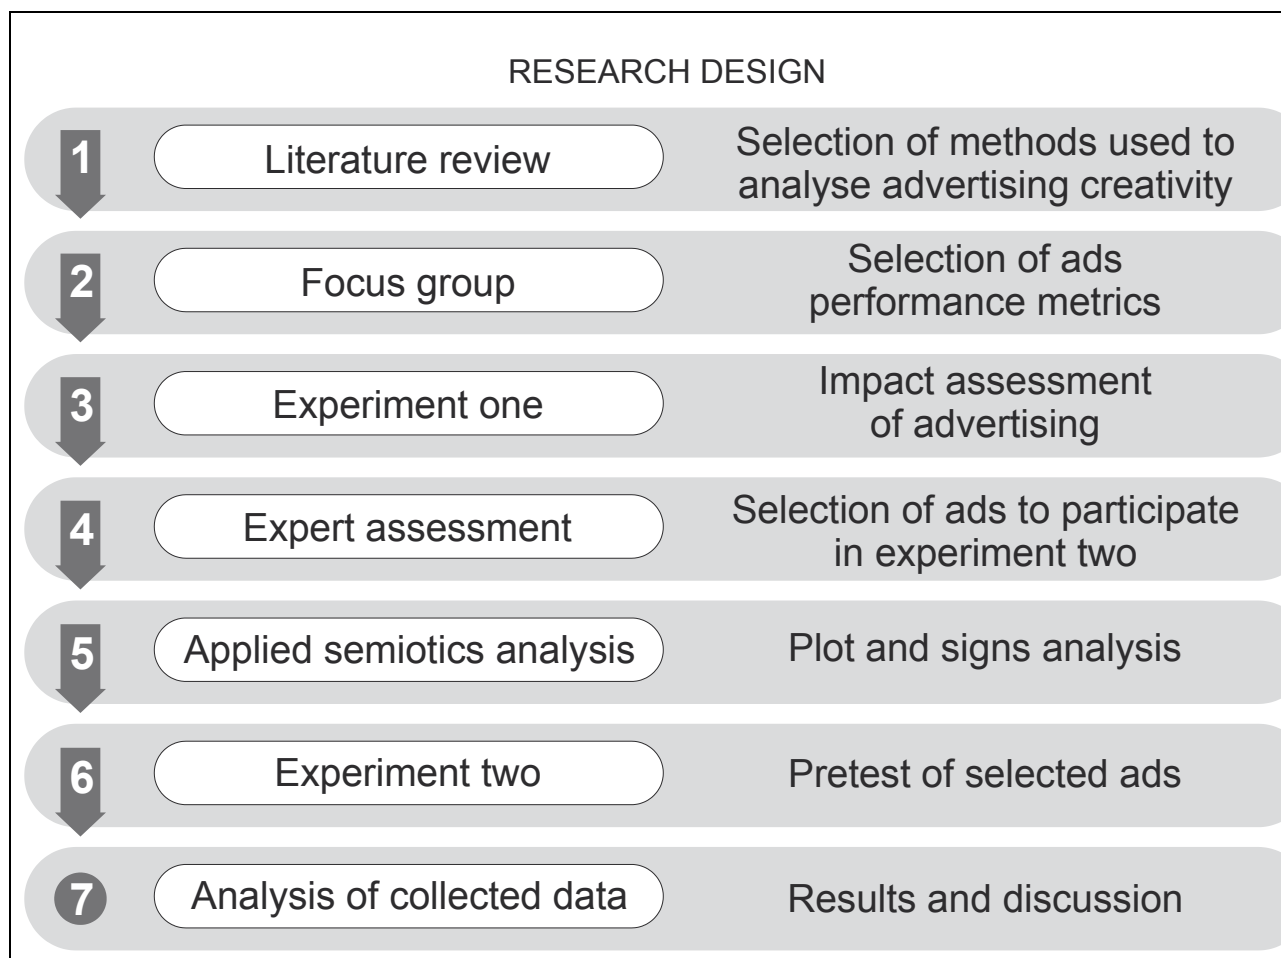 RESEARCH DESIGN
1
Literature review
Selection of methods used to
analyse advertising creativity
2
Focus group
Selection of ads
performance metrics
3
Experiment one
Impact assessment
of advertising
4
Expert assessment
Selection of ads to participate
in experiment two
5
Applied semiotics analysis
Plot and signs analysis
6
Experiment two
Pretest of selected ads
7
Analysis of collected data
Results and discussion